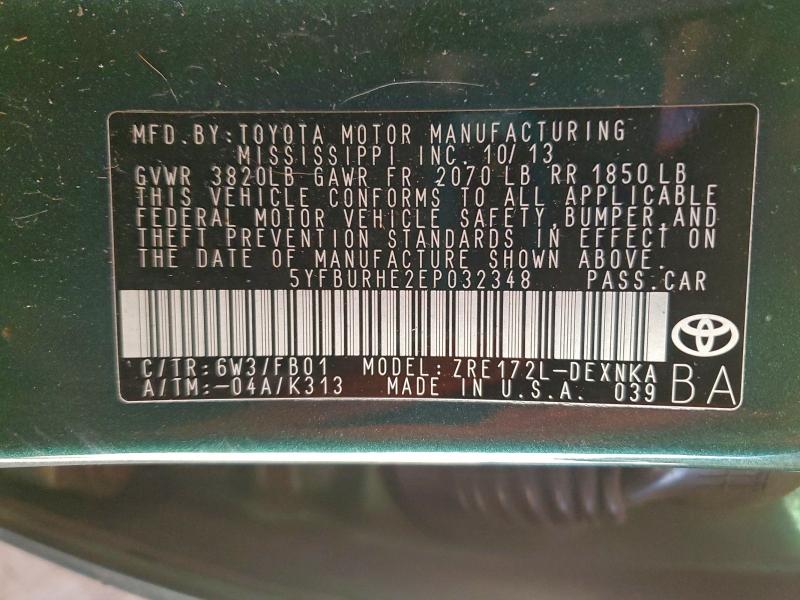 MFD.BY:TOYOTA MOTOR MANUFACTURING
MISSISSIPPI INC. 10/13
GVWR 3820LB GAWR FR 2070 LB RR 1850 LB
THIS VEHICLE CONFORMS TO ALL APPLICABLE
FEDERAL MOTOR VEHICLE SAFETY,BUMPER,AND
THEFT PREVENTION STANDARDS IN EFFECT ON
THE DATE OF MANUFACTURE SHOWN ABOVE.
5YFBURHE2EP032348 PASS.CAR
C/TR:6W3/FB01 MODEL:ZRE172L-DEXNKA
A/TM:-04A/K313 MADE IN U.S.A. 039 BA